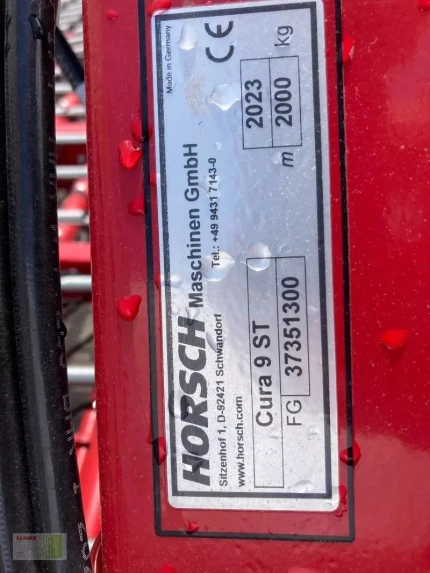 HORSCH Maschinen GmbH
Sitzenhof 1, D-92421 Schwandorf Tel.: +49 9431 7143-0
www.horsch.com
Made in Germany
CE
Cura 9 ST
FG 37351300
2023
m 2000 kg